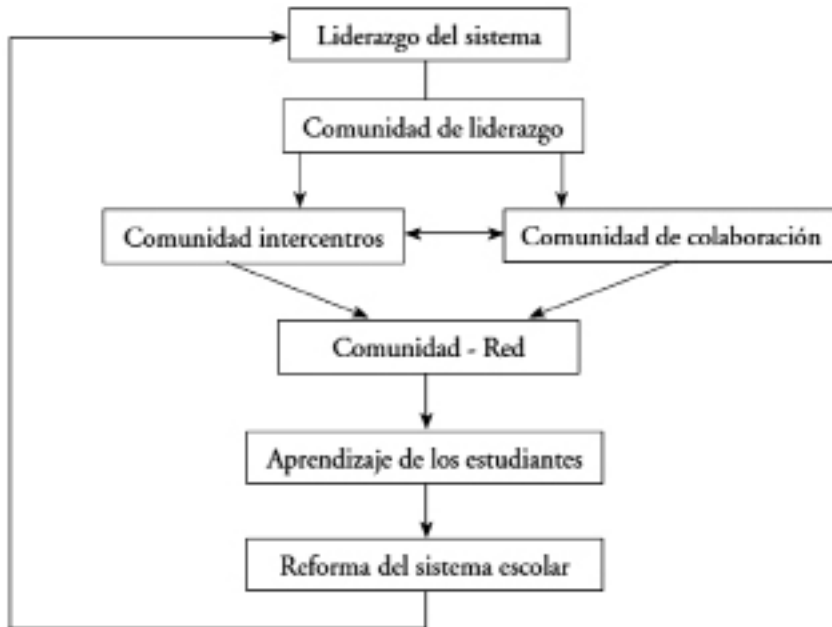 Liderazgo del sistema
Comunidad de liderazgo
Comunidad intercentros
Comunidad de colaboración
Comunidad - Red
Aprendizaje de los estudiantes
Reforma del sistema escolar